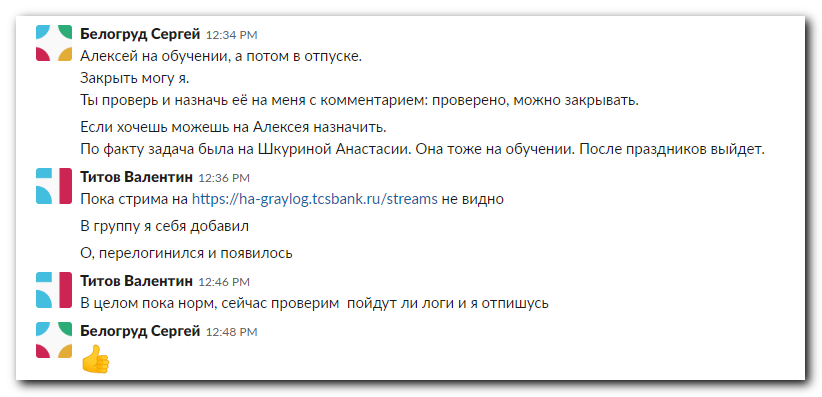 Белогруд Сергей 12:34 PM
Алексей на обучении, а потом в отпуске.
Закрыть могу я.
Ты проверь и назначь её на меня с комментарием: проверено, можно закрывать.
Если хочешь можешь на Алексея назначить.
По факту задача была на Шкуриной Анастасии. Она тоже на обучении. После праздников выйдет.
Титов Валентин 12:36 PM
Пока стрима на https://ha-graylog.tcsbank.ru/streams не видно
В группу я себя добавил
О, перелогинился и появилось
Титов Валентин 12:46 PM
В целом пока норм, сейчас проверим пойдут ли логи и я отпишусь
Белогруд Сергей 12:48 PM